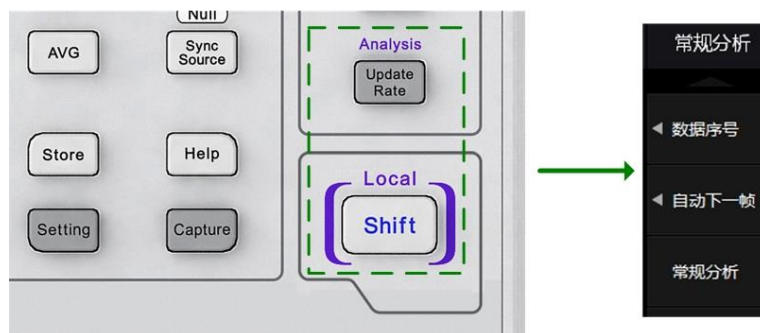 Null
AVG
Sync
Source
Analysis
Update
Rate
Store
Help
Local
Shift
Setting
Capture
常规分析
数据序号
自动下一帧
常规分析